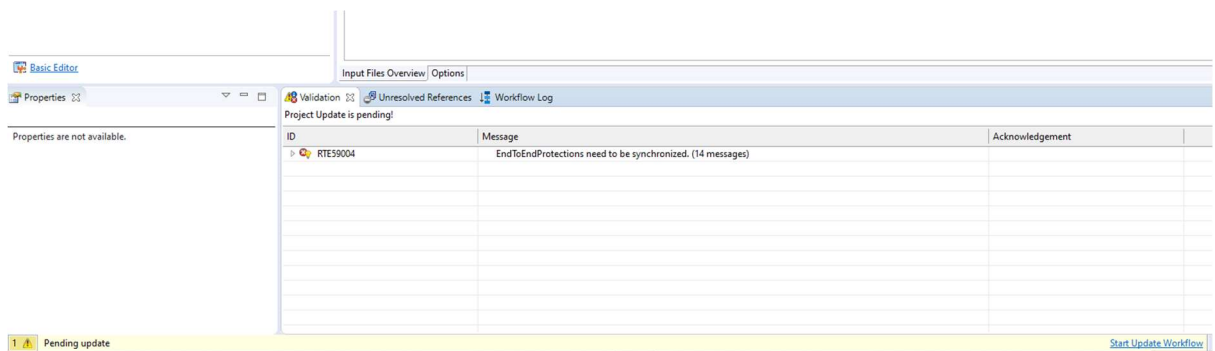 Basic Editor
Input Files Overview Options
Properties
Properties are not available.
Validation Unresolved References Workflow Log
Project Update is pending!
ID Message Acknowledgement
RTE59004 EndToEndProtections need to be synchronized. (14 messages)
1 Pending update Start Update Workflow